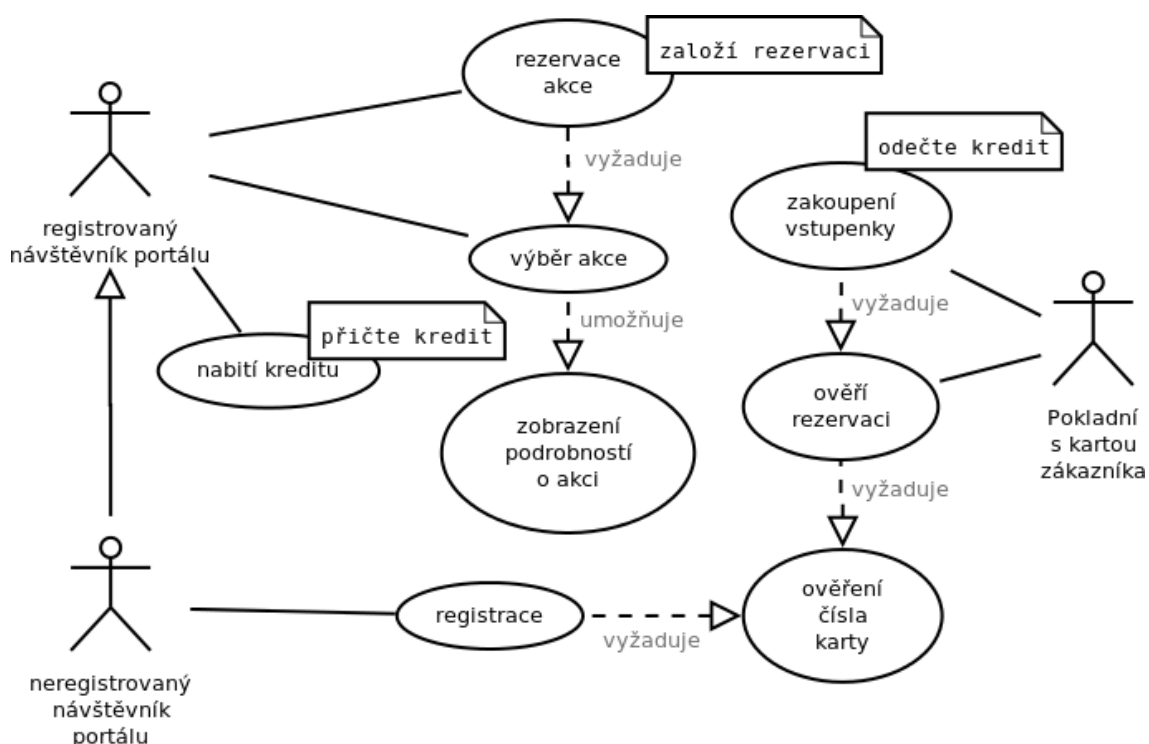 rezervace
akce
založí rezervaci
vyžaduje
odečte kredit
zakoupení
vstupenky
registrovaný
návštěvník portálu
výběr akce
vyžaduje
umožňuje
přičte kredit
nabití kreditu
ověří
rezervaci
Pokladní
s kartou
zákazníka
zobrazení
podrobností
o akci
vyžaduje
ověření
čísla
karty
registrace
vyžaduje
neregistrovaný
návštěvník
portálu